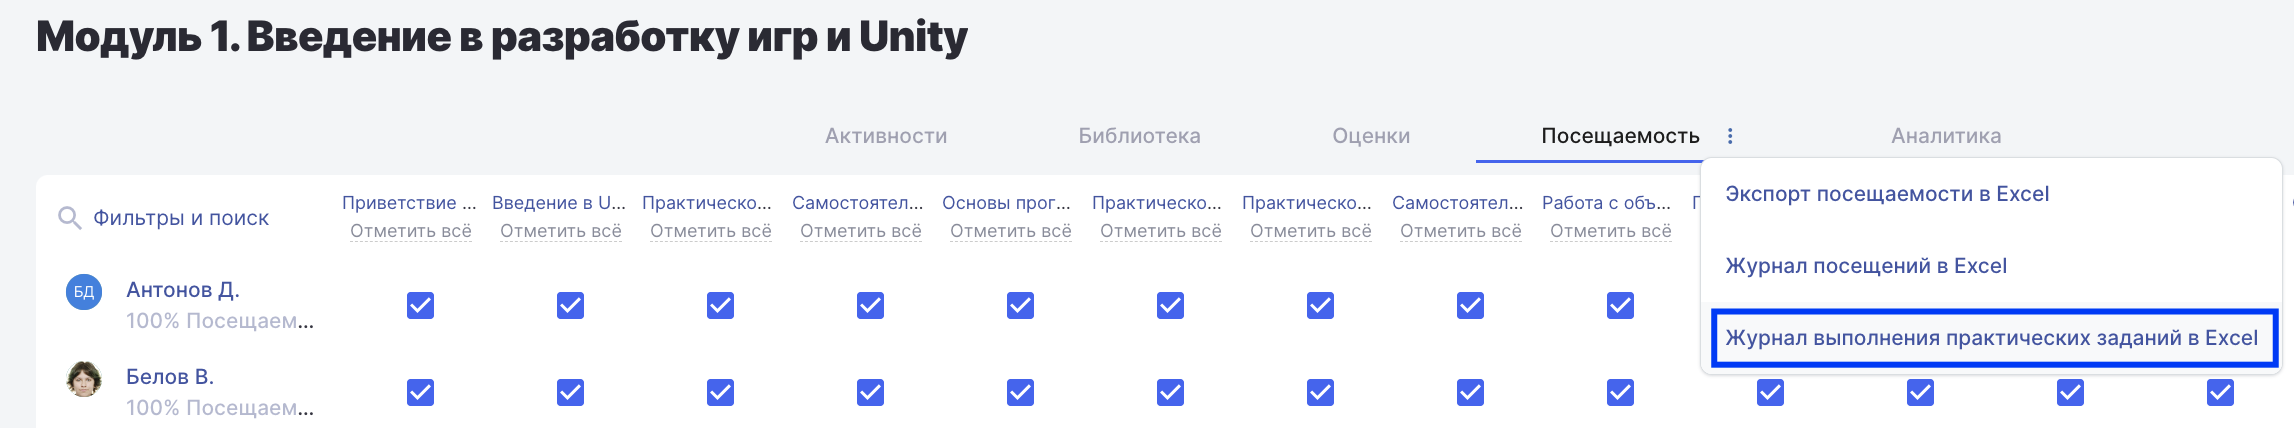 Модуль 1. Введение в разработку игр и Unity
Активности Библиотека Оценки Посещаемость Аналитика
Фильтры и поиск
Приветствие ... Введение в U... Практическо... Самостоятел... Основы прог... Практическо... Практическо... Самостоятел... Работа с объ...
Отметить всё Отметить всё Отметить всё Отметить всё Отметить всё Отметить всё Отметить всё Отметить всё Отметить всё
Экспорт посещаемости в Excel
Журнал посещений в Excel
Журнал выполнения практических заданий в Excel
БД Антонов Д.
100% Посещаем...
Белов В.
100% Посещаем...